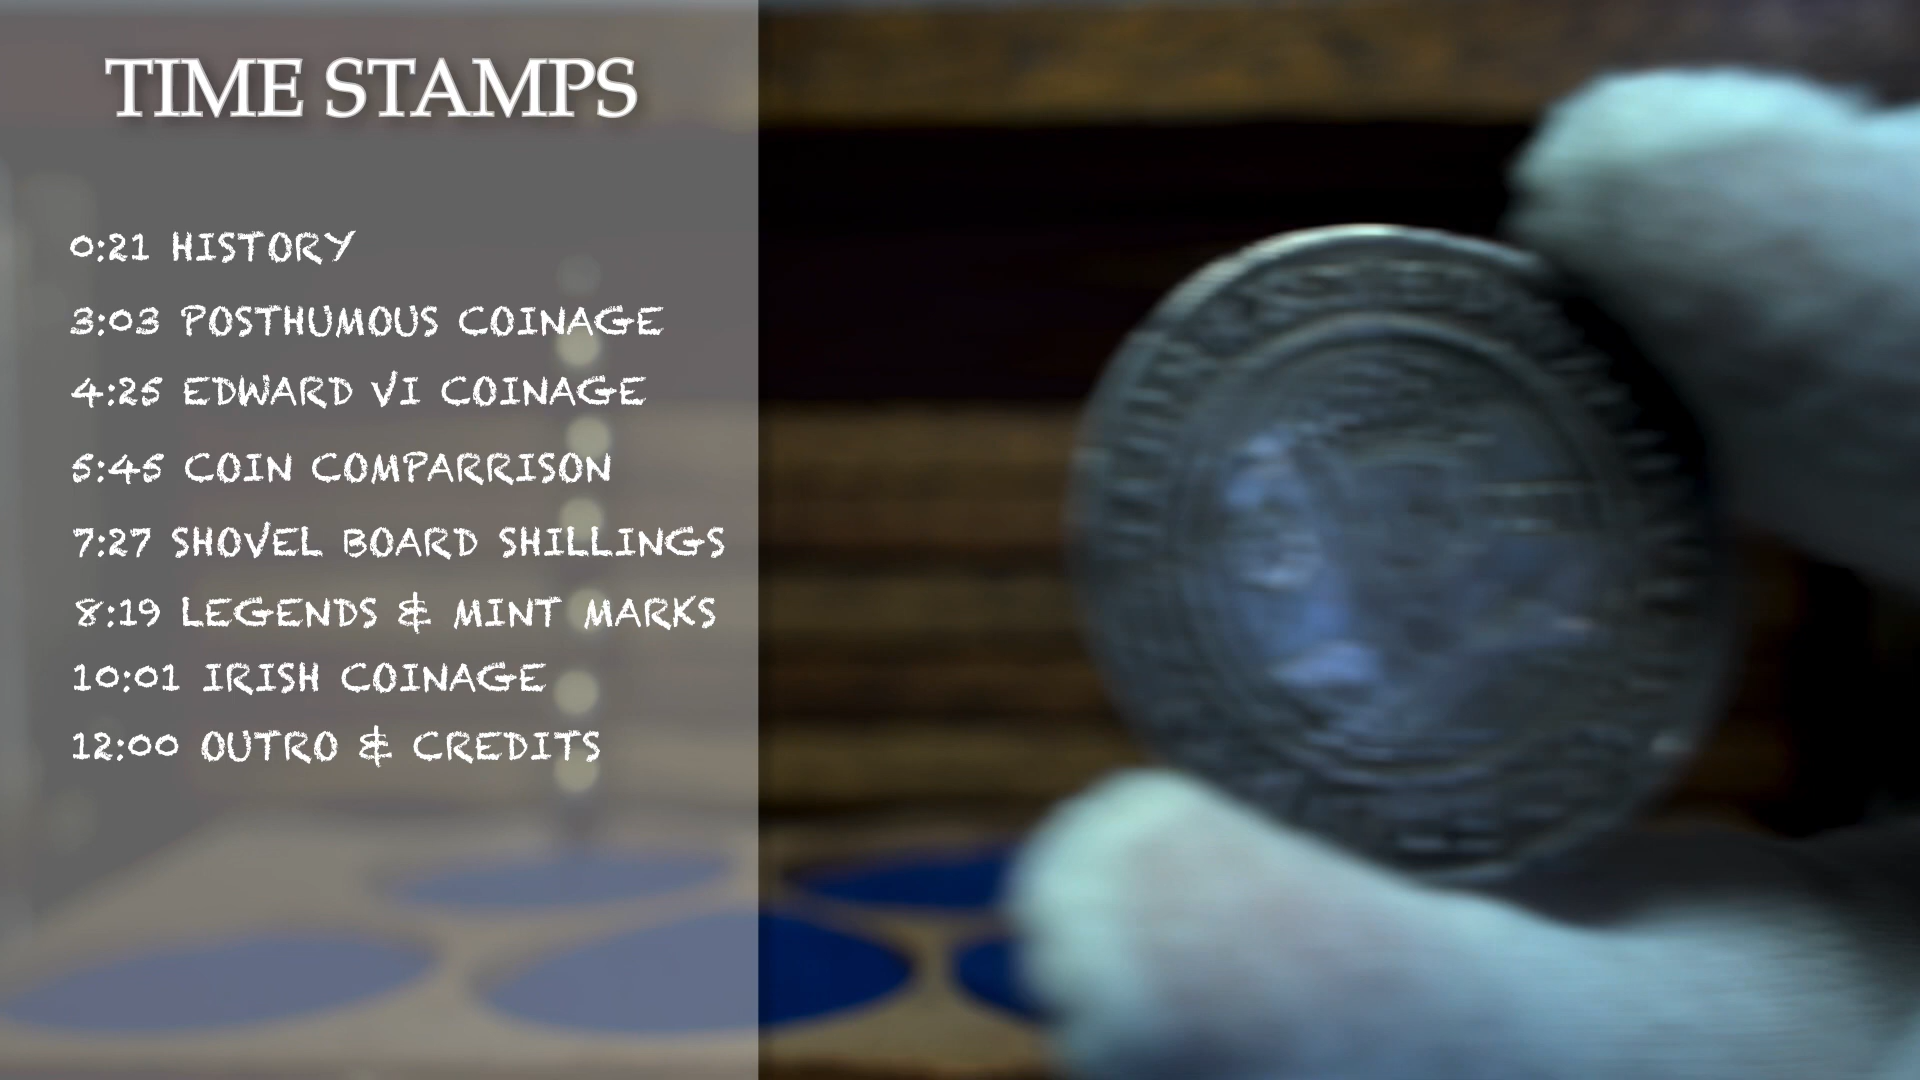 TIME STAMPS
0:21 HISTORY
3:03 POSTHUMOUS COINAGE
4:25 EDWARD VI COINAGE
5:45 COIN COMPARRISON
7:27 SHOVEL BOARD SHILLINGS
8:19 LEGENDS & MINT MARKS
10:01 IRISH COINAGE
12:00 OUTRO & CREDITS